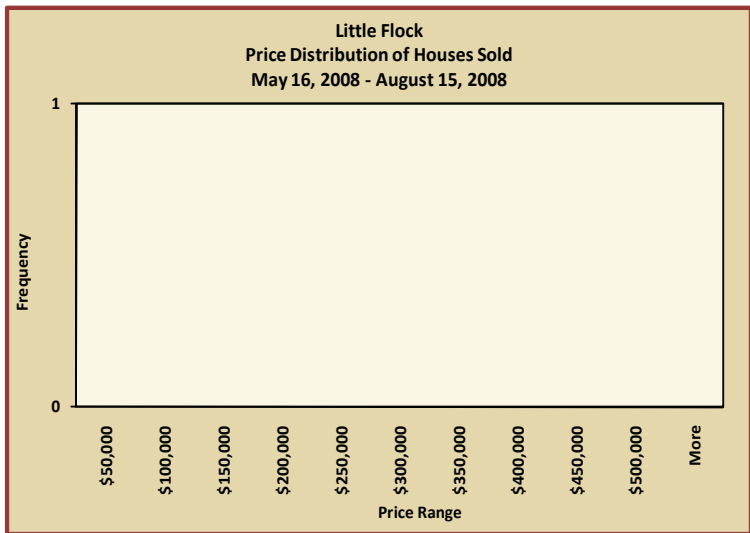 Little Flock
Price Distribution of Houses Sold
May 16, 2008 - August 15, 2008
1
Frequency
0
$50,000
$100,000
$150,000
$200,000
$250,000
$300,000
$350,000
$400,000
$450,000
$500,000
More
Price Range